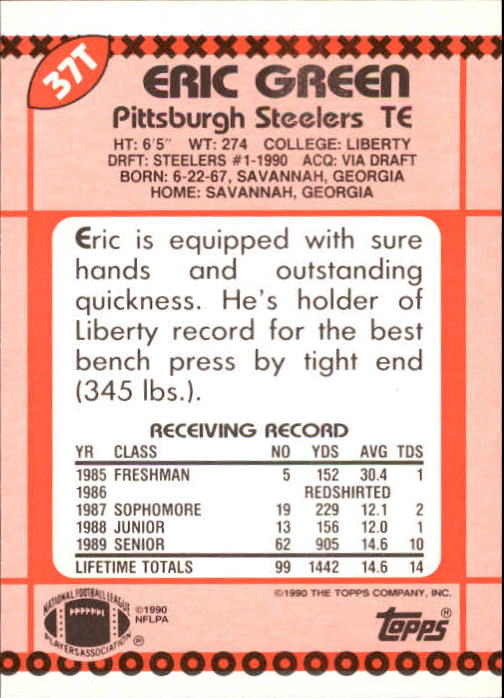 37T
ERIC GREEN
Pittsburgh Steelers TE
HT: 6'5" WT: 274 COLLEGE: LIBERTY
DRFT: STEELERS #1-1990 ACQ: VIA DRAFT
BORN: 6-22-67, SAVANNAH, GEORGIA
HOME: SAVANNAH, GEORGIA
Eric is equipped with sure
hands and outstanding
quickness. He's holder of
Liberty record for the best
bench press by tight end
(345 lbs.).
RECEIVING RECORD
YR CLASS NO YDS AVG TDS
1985 FRESHMAN 5 152 30.4 1
1986 REDSHIRTED
1987 SOPHOMORE 19 229 12.1 2
1988 JUNIOR 13 156 12.0 1
1989 SENIOR 62 905 14.6 10
LIFETIME TOTALS 99 1442 14.6 14
©1990 THE TOPPS COMPANY, INC.
NATIONAL FOOTBALL LEAGUE
PLAYERS ASSOCIATION ®
©1990
NFLPA
TOPPS®